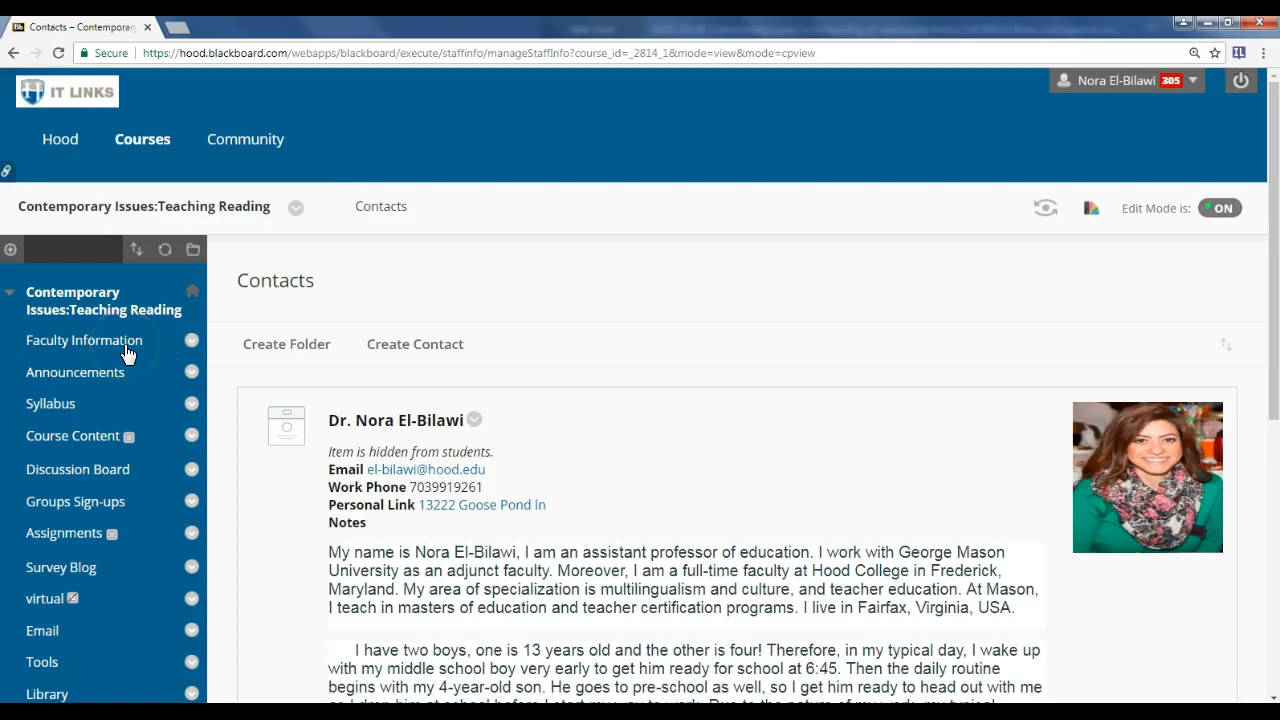 Contacts – Contemporary
Secure https://hood.blackboard.com/webapps/blackboard/execute/staffinfo/manageStaffInfo?course_id=_2814_1&mode=view&mode=cpview
IT LINKS
Nora El-Bilawi 305
Hood Courses Community
Contemporary Issues:Teaching Reading Contacts
Edit Mode is: ON
Contemporary
Issues:Teaching Reading
Faculty Information
Announcements
Syllabus
Course Content
Discussion Board
Groups Sign-ups
Assignments
Survey Blog
virtual
Email
Tools
Library
Contacts
Create Folder Create Contact
Dr. Nora El-Bilawi
Item is hidden from students.
Email el-bilawi@hood.edu
Work Phone 7039919261
Personal Link 13222 Goose Pond ln
Notes
My name is Nora El-Bilawi, I am an assistant professor of education. I work with George Mason
University as an adjunct faculty. Moreover, I am a full-time faculty at Hood College in Frederick,
Maryland. My area of specialization is multilingualism and culture, and teacher education. At Mason,
I teach in masters of education and teacher certification programs. I live in Fairfax, Virginia, USA.
I have two boys, one is 13 years old and the other is four! Therefore, in my typical day, I wake up
with my middle school boy very early to get him ready for school at 6:45. Then the daily routine
begins with my 4-year-old son. He goes to pre-school as well, so I get him ready to head out with me